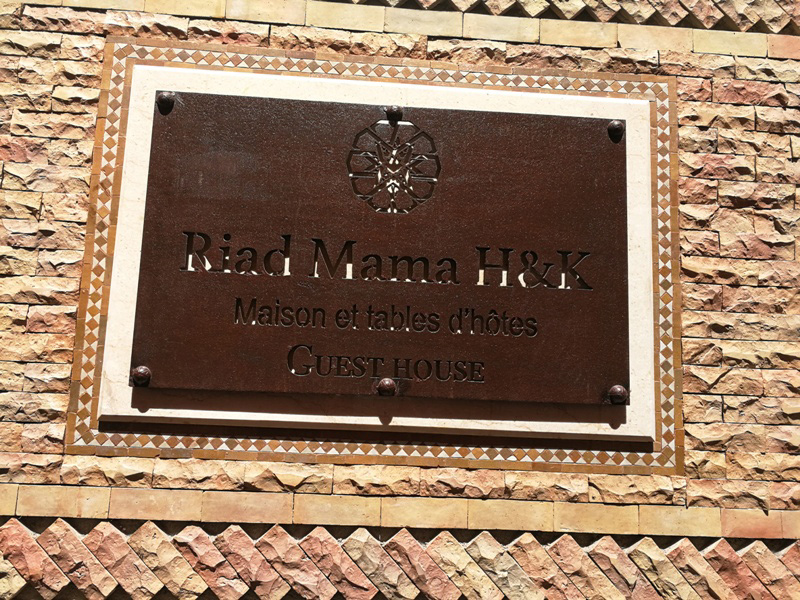 Riad Mama H&K
Maison et tables d'hôtes
GUEST HOUSE